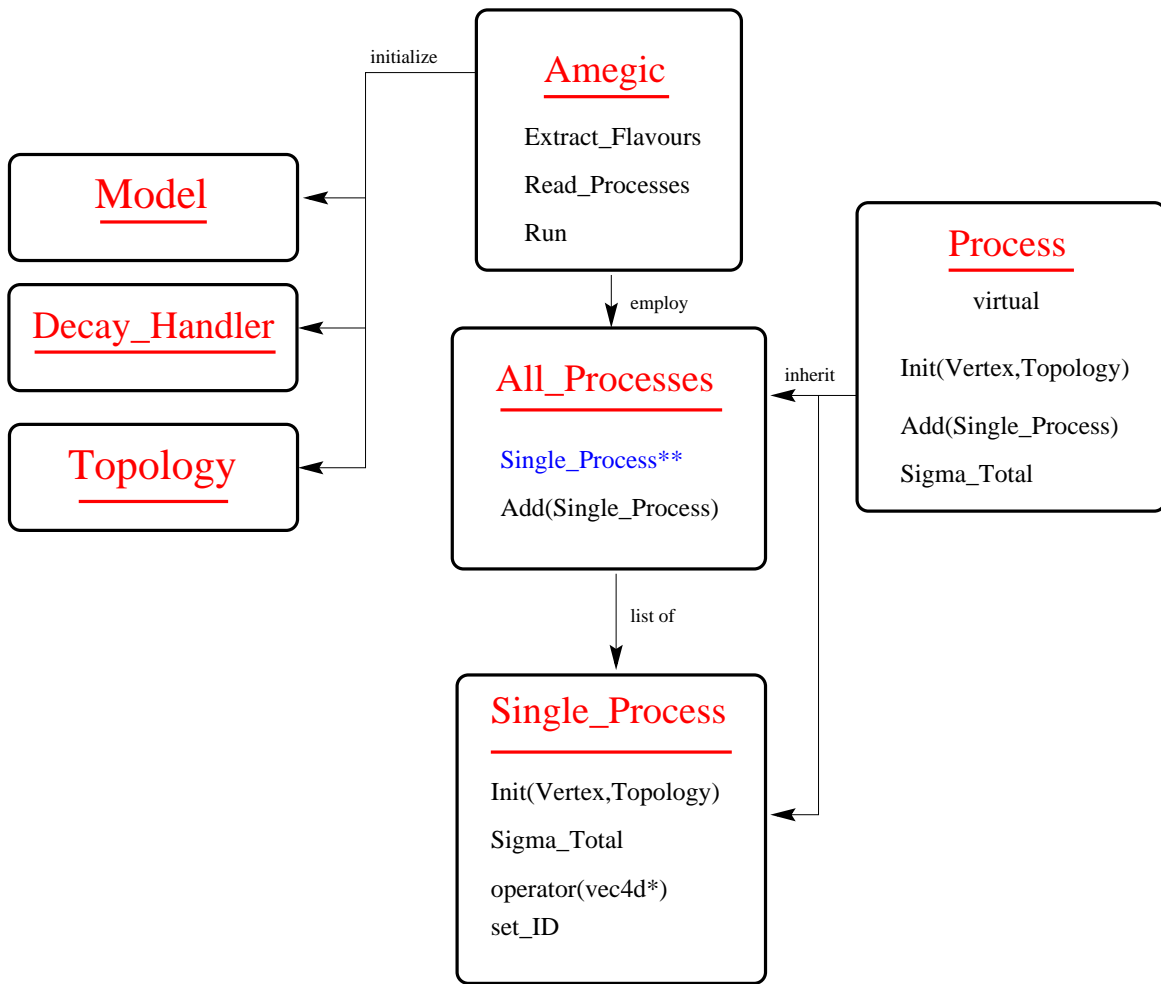 initialize
Amegic
Extract_Flavours
Read_Processes
Run
Model
Decay_Handler
Topology
employ
All_Processes
Single_Process**
Add(Single_Process)
inherit
Process
virtual
Init(Vertex,Topology)
Add(Single_Process)
Sigma_Total
list of
Single_Process
Init(Vertex,Topology)
Sigma_Total
operator(vec4d*)
set_ID